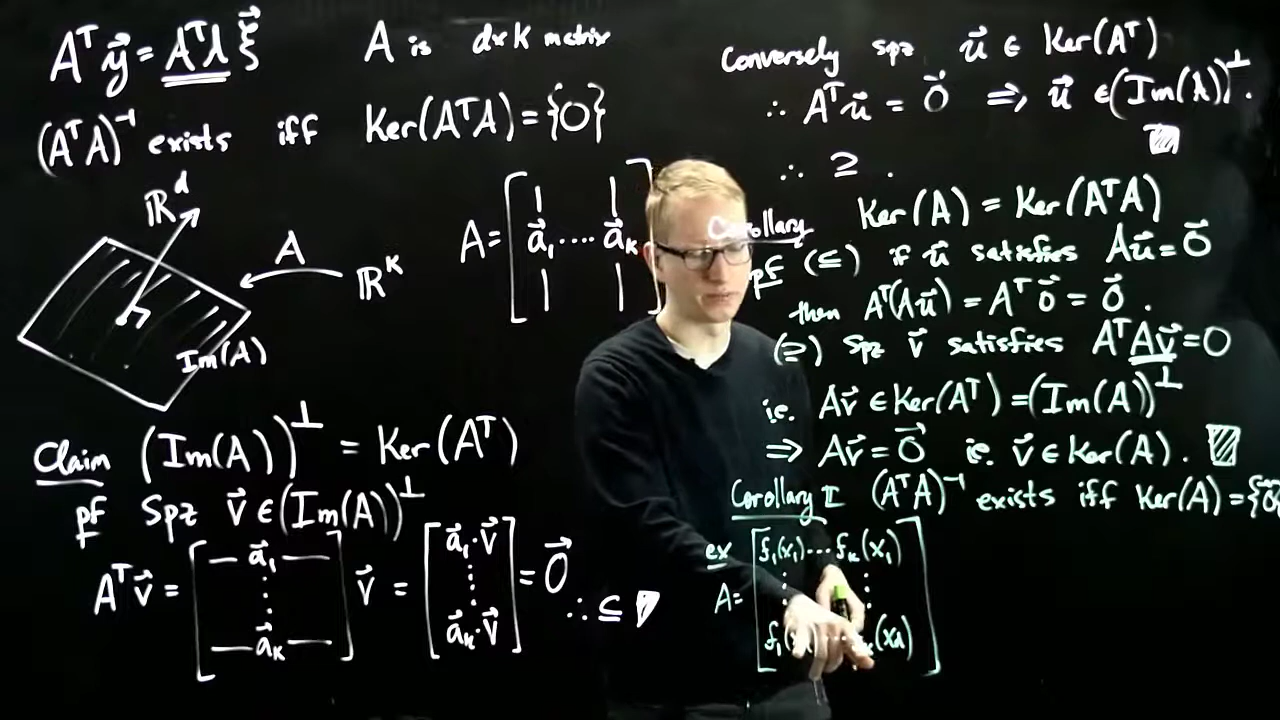 Aᵀy⃗ = AᵀA ξ⃗
A is d×k matrix
(AᵀA)⁻¹ exists iff Ker(AᵀA) = {0}
ℝᵈ
A
ℝᴷ
Im(A)
A = [a⃗₁ .... a⃗ₖ]
Claim (Im(A))⊥ = Ker(Aᵀ)
pf Spz v⃗ ∈ (Im(A))⊥
Aᵀv⃗ = [— a⃗₁ — ⋮ — a⃗ₖ —] v⃗ = [a⃗₁·v⃗ ⋮ a⃗ₖ·v⃗] = 0⃗
∴ ⊆
Conversely spz u⃗ ∈ Ker(Aᵀ)
∴ Aᵀu⃗ = 0⃗ ⇒ u⃗ ∈ (Im(A))⊥.
∴ ⊇ .
Corollary Ker(A) = Ker(AᵀA)
pf (⊆) if u⃗ satisfies Au⃗ = 0⃗
then Aᵀ(Au⃗) = Aᵀ0⃗ = 0⃗ .
(⊇) Spz v⃗ satisfies AᵀAv⃗ = 0
ie. Av⃗ ∈ Ker(Aᵀ) = (Im(A))⊥
⇒ Av⃗ = 0⃗ ie. v⃗ ∈ Ker(A).
Corollary II (AᵀA)⁻¹ exists iff Ker(A) = {0⃗
ex
A = [f₁(x₁) ... fₖ(x₁) ⋮ ⋮ f₁( ... (x_d)]